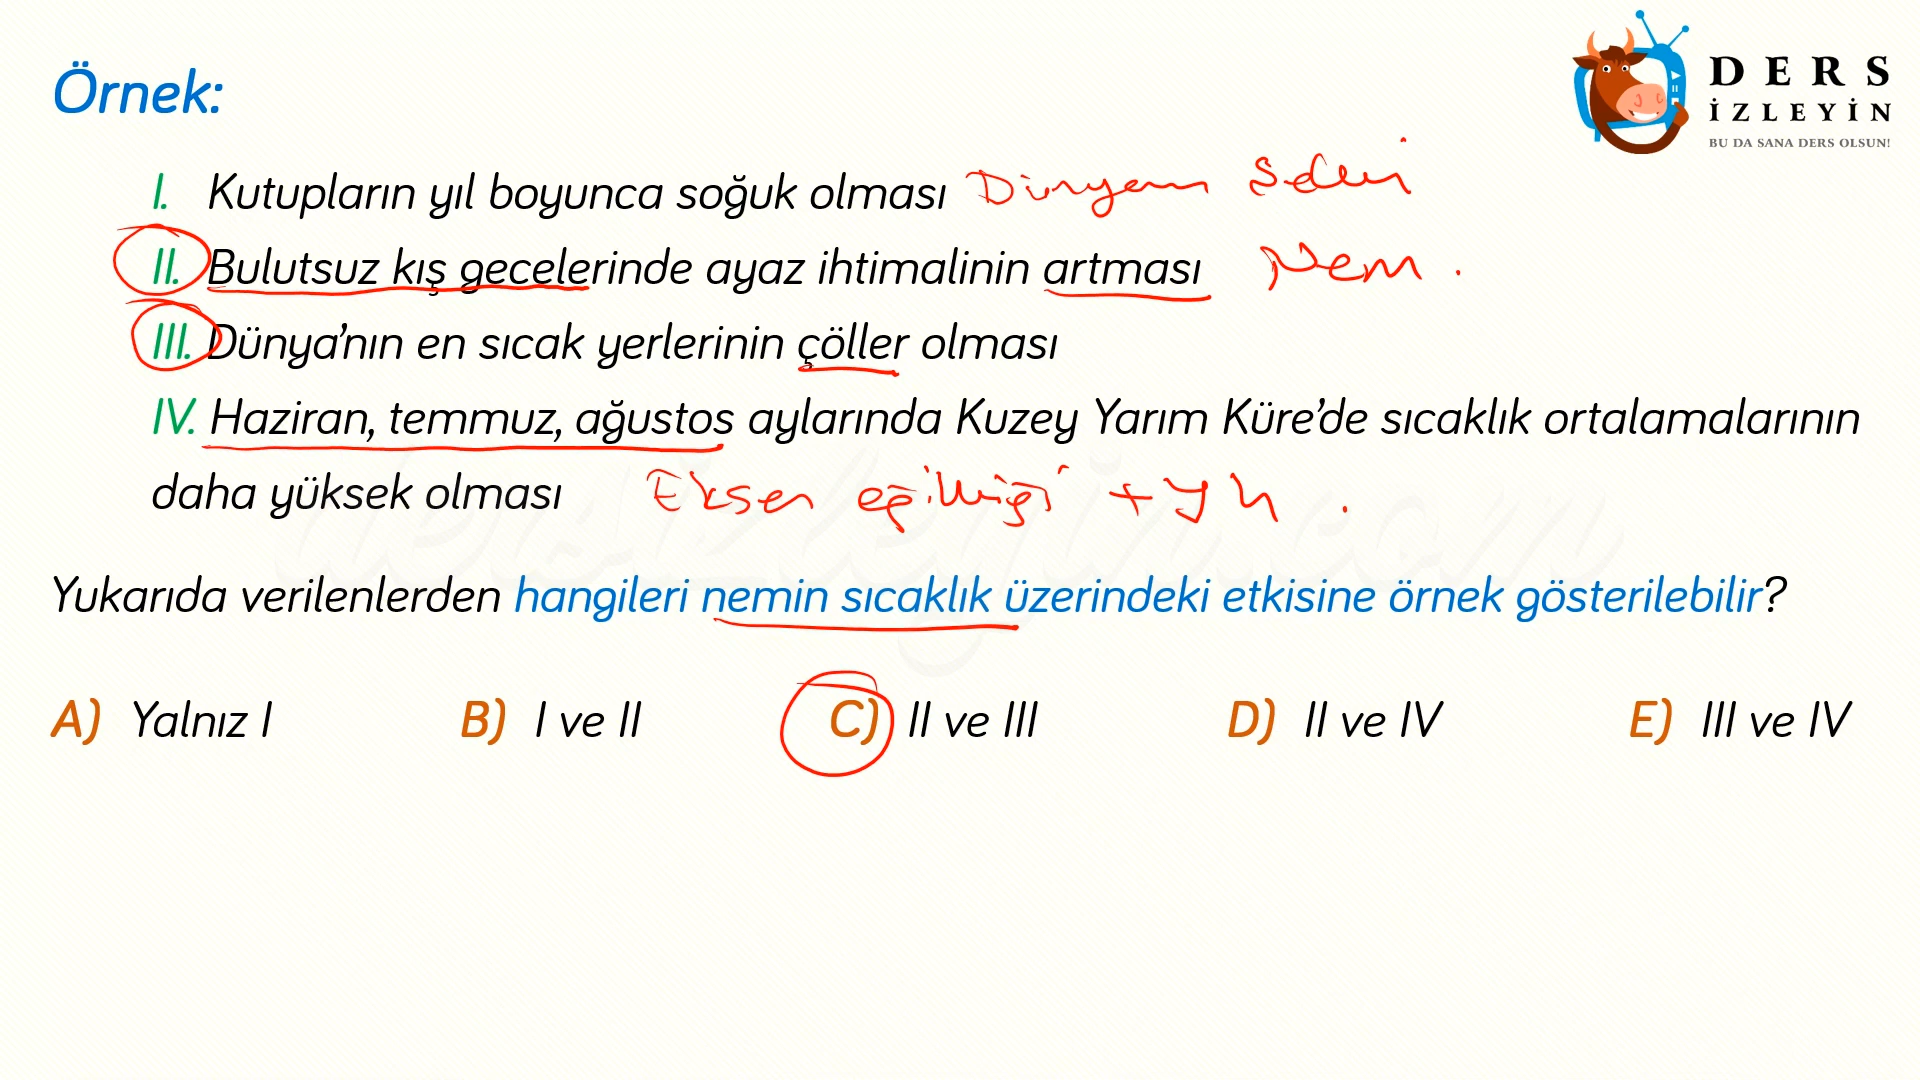 Örnek:
DERS
İZLEYİN
BU DA SANA DERS OLSUN!
I. Kutupların yıl boyunca soğuk olması Dünyanın Şekli
II. Bulutsuz kış gecelerinde ayaz ihtimalinin artması Nem.
III. Dünya’nın en sıcak yerlerinin çöller olması
IV. Haziran, temmuz, ağustos aylarında Kuzey Yarım Küre’de sıcaklık ortalamalarının
daha yüksek olması Eksen eğikliği + y h.
Yukarıda verilenlerden hangileri nemin sıcaklık üzerindeki etkisine örnek gösterilebilir?
A) Yalnız I B) I ve II C) II ve III D) II ve IV E) III ve IV